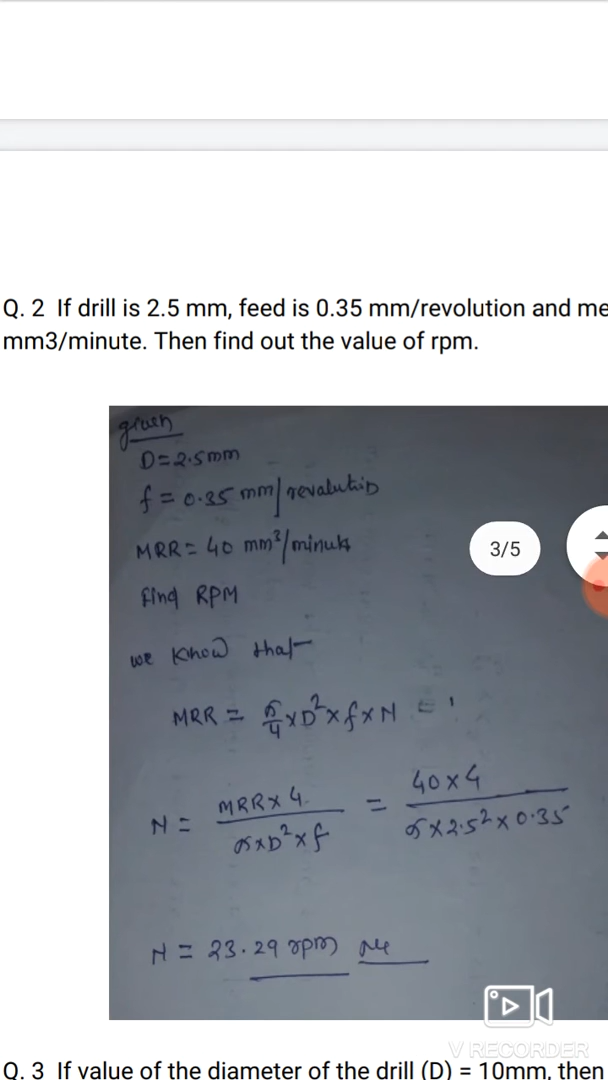 Q. 2 If drill is 2.5 mm, feed is 0.35 mm/revolution and me
mm3/minute. Then find out the value of rpm.
given
D=2.5mm
f = 0.35 mm/revalutio
MRR = 40 mm³/minute
3/5
find RPM
we know that
MRR = π/4 × D² × f × N =
N = MRR × 4 / π × D² × f = 40 × 4 / π × 2.5² × 0.35
N = 23.29 rpm
V RECORDER
Q. 3 If value of the diameter of the drill (D) = 10mm, then